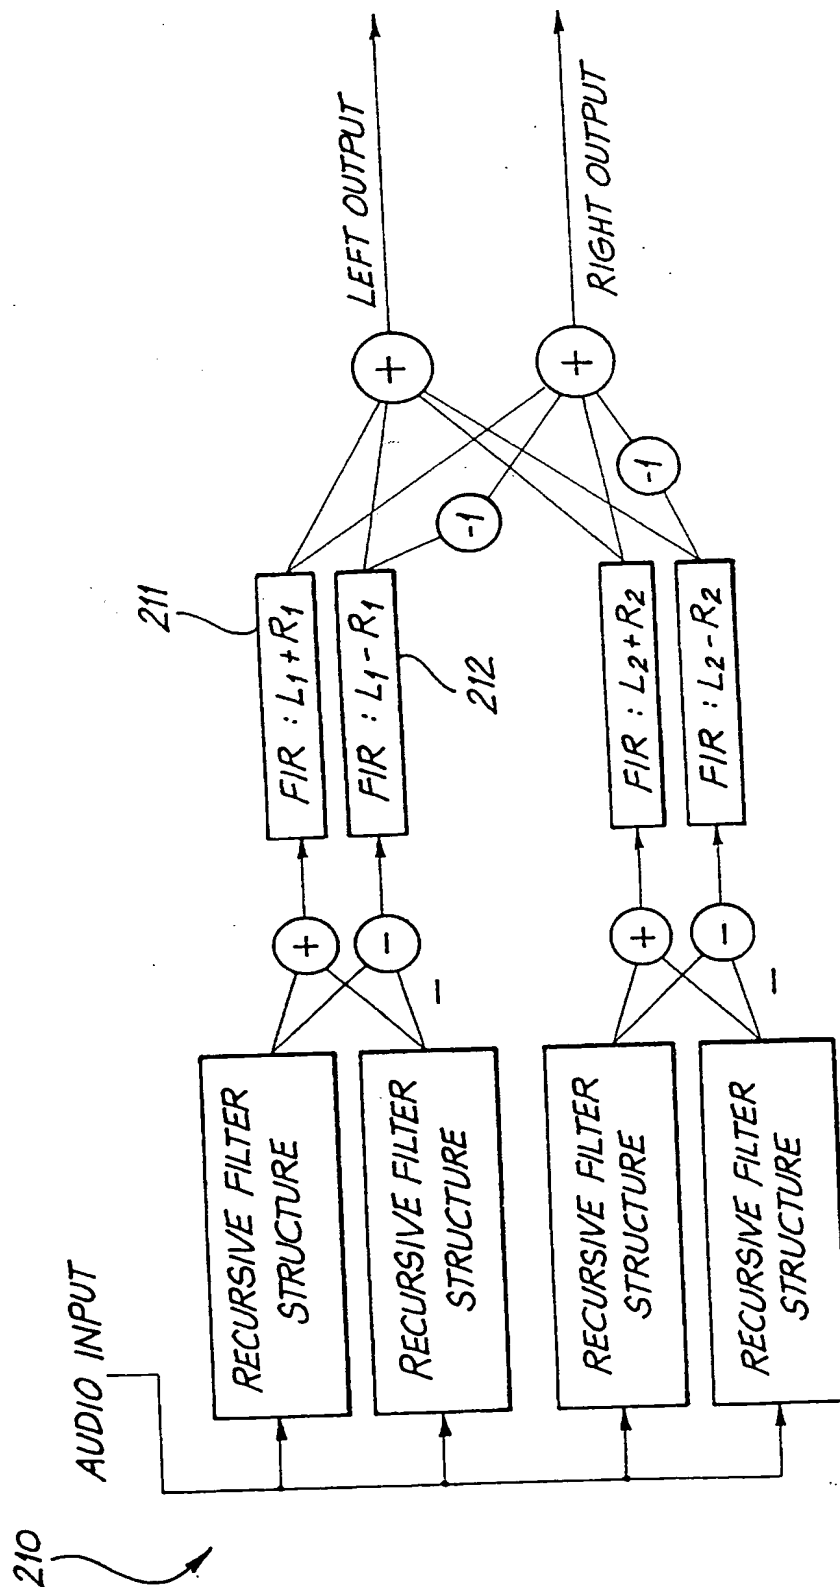 210
AUDIO INPUT
RECURSIVE FILTER
STRUCTURE
RECURSIVE FILTER
STRUCTURE
RECURSIVE FILTER
STRUCTURE
RECURSIVE FILTER
STRUCTURE
+
-
-
+
-
-
211
FIR : L₁+R₁
FIR : L₁-R₁
212
FIR : L₂+R₂
FIR : L₂-R₂
-1
-1
+
+
LEFT OUTPUT
RIGHT OUTPUT